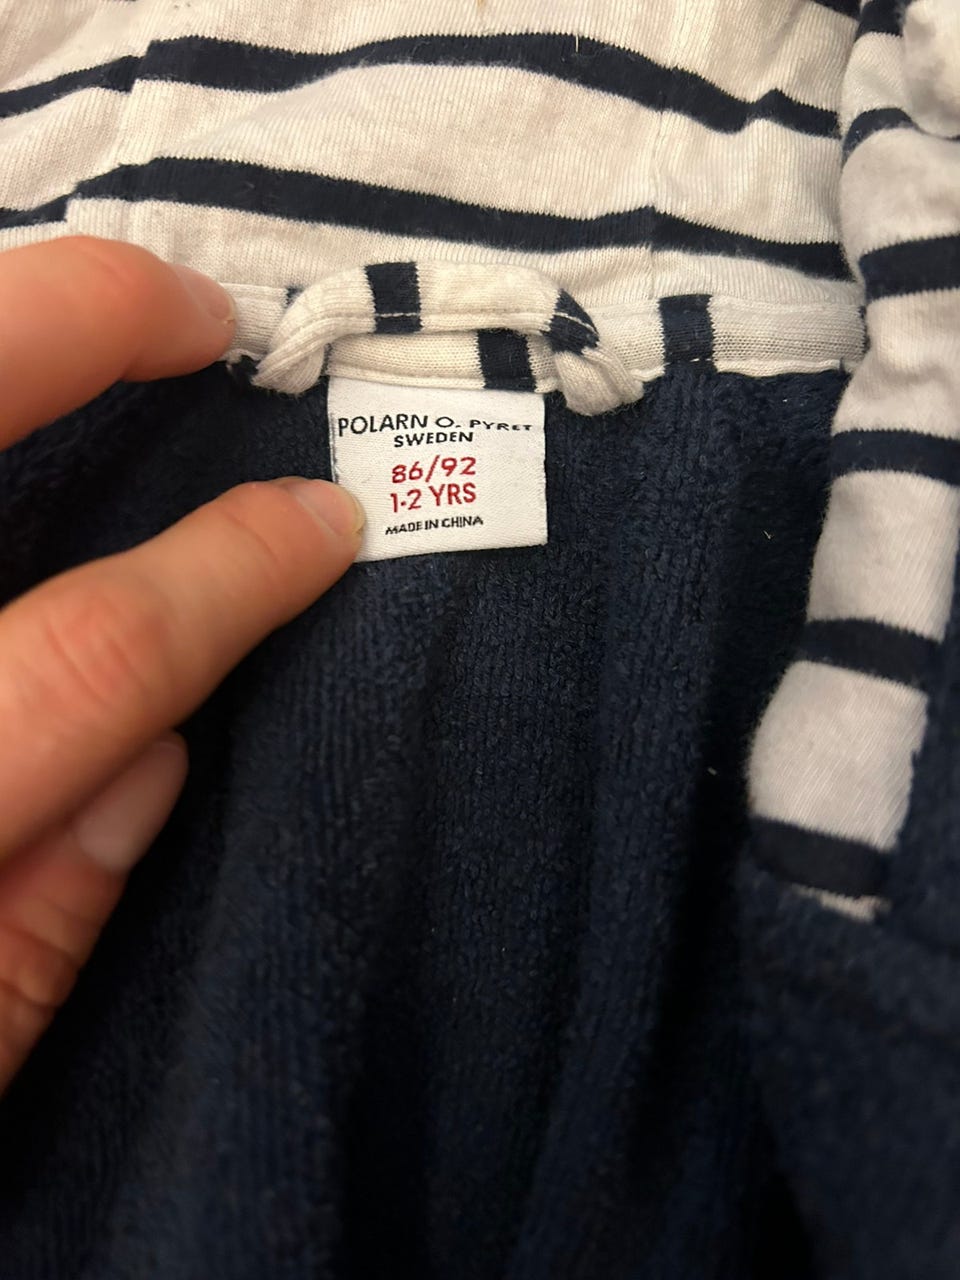 POLARN O. PYRET
SWEDEN
86/92
1-2 YRS
MADE IN CHINA